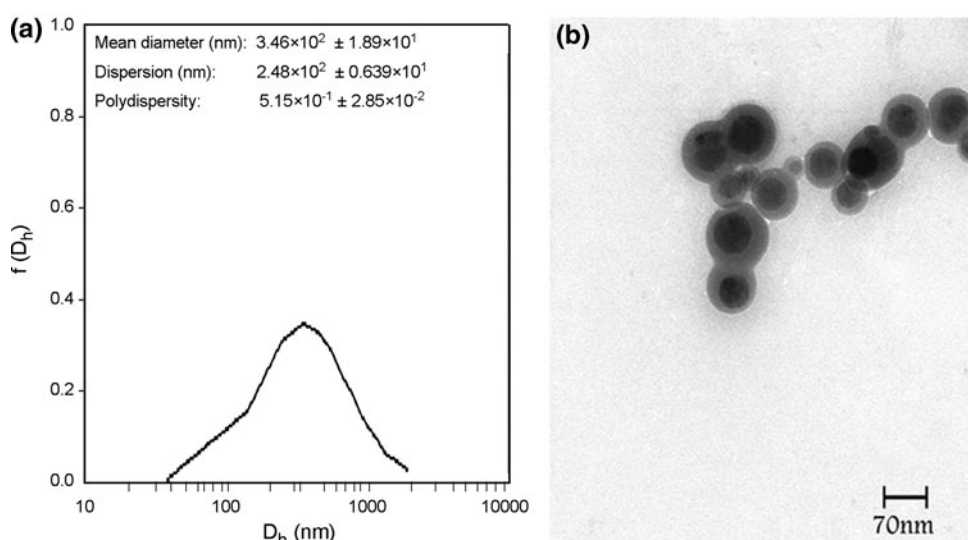 (a)
Mean diameter (nm): 3.46×10² ± 1.89×10¹
Dispersion (nm): 2.48×10² ± 0.639×10¹
Polydispersity: 5.15×10⁻¹ ± 2.85×10⁻²
1.0
0.8
0.6
0.4
0.2
0.0
f (Dₕ)
10
100
1000
10000
Dₕ (nm)
(b)
70nm